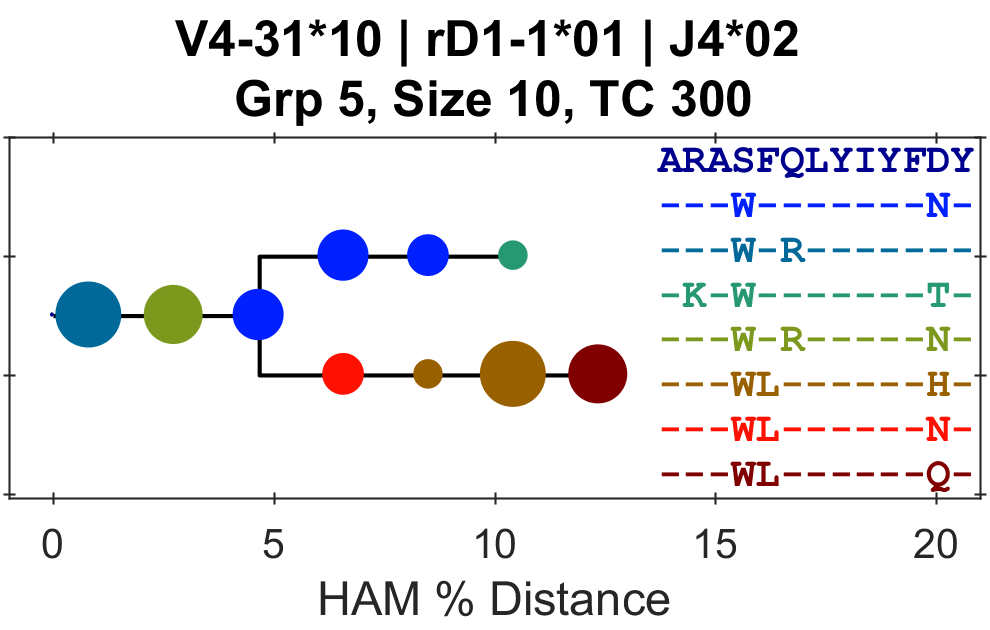 V4-31*10 | rD1-1*01 | J4*02
Grp 5, Size 10, TC 300
ARASFQLYIYFDY
---W-------N-
---W-R-------
-K-W-------T-
---W-R-----N-
---WL------H-
---WL------N-
---WL------Q-
0 5 10 15 20
HAM % Distance